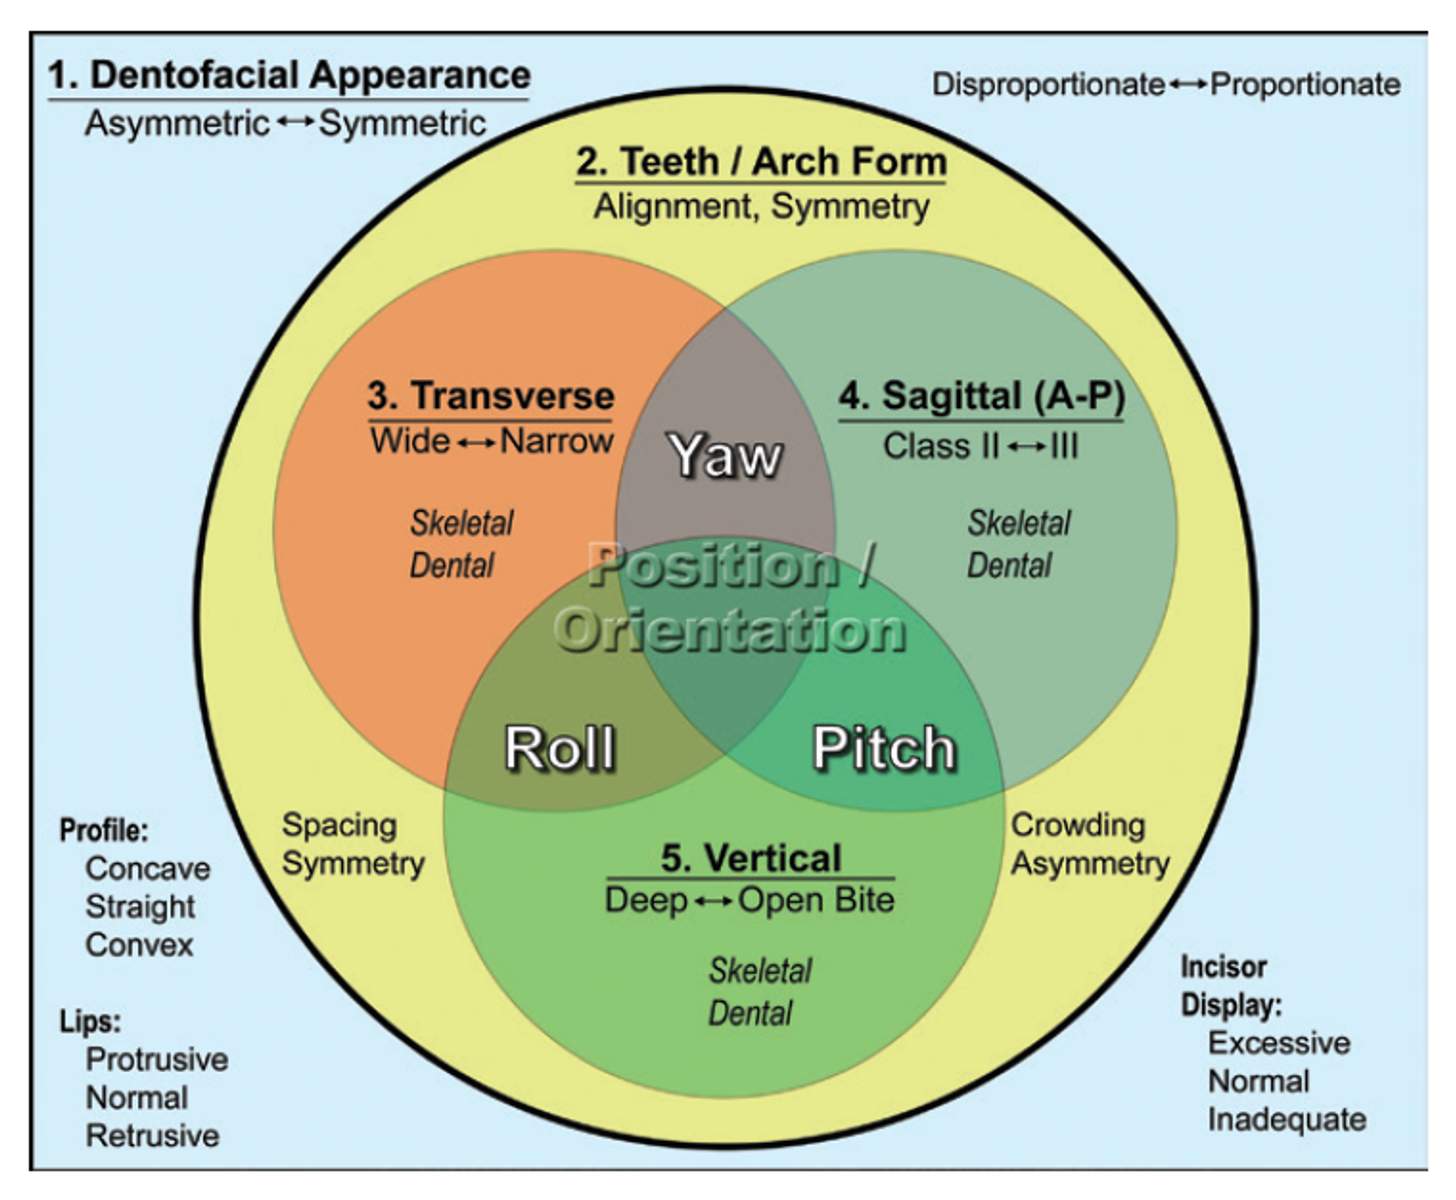 1. Dentofacial Appearance
Asymmetric ↔ Symmetric
Disproportionate ↔ Proportionate
2. Teeth / Arch Form
Alignment, Symmetry
3. Transverse
Wide ↔ Narrow
Skeletal
Dental
Yaw
4. Sagittal (A-P)
Class II ↔ III
Skeletal
Dental
Position /
Orientation
Roll
Pitch
Spacing
Symmetry
5. Vertical
Deep ↔ Open Bite
Skeletal
Dental
Crowding
Asymmetry
Profile:
Concave
Straight
Convex
Lips:
Protrusive
Normal
Retrusive
Incisor
Display:
Excessive
Normal
Inadequate